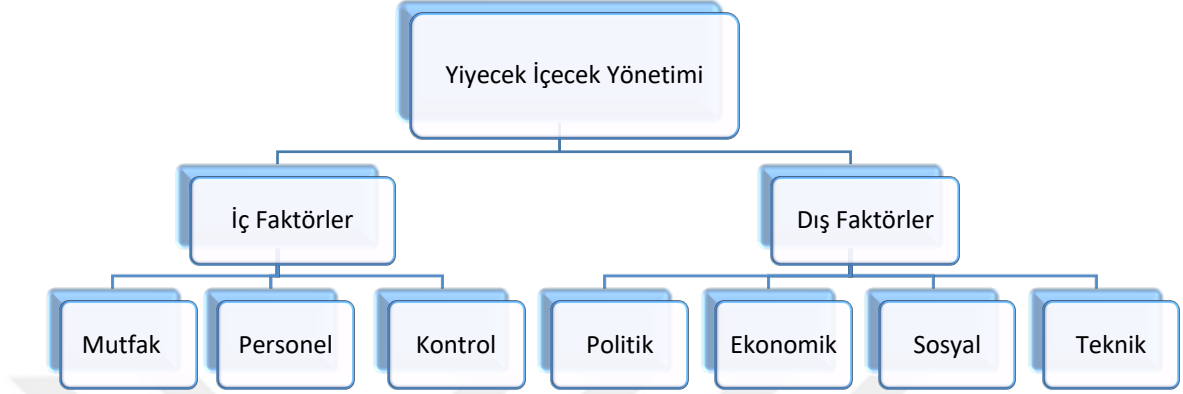 Yiyecek İçecek Yönetimi
İç Faktörler
Dış Faktörler
Mutfak
Personel
Kontrol
Politik
Ekonomik
Sosyal
Teknik